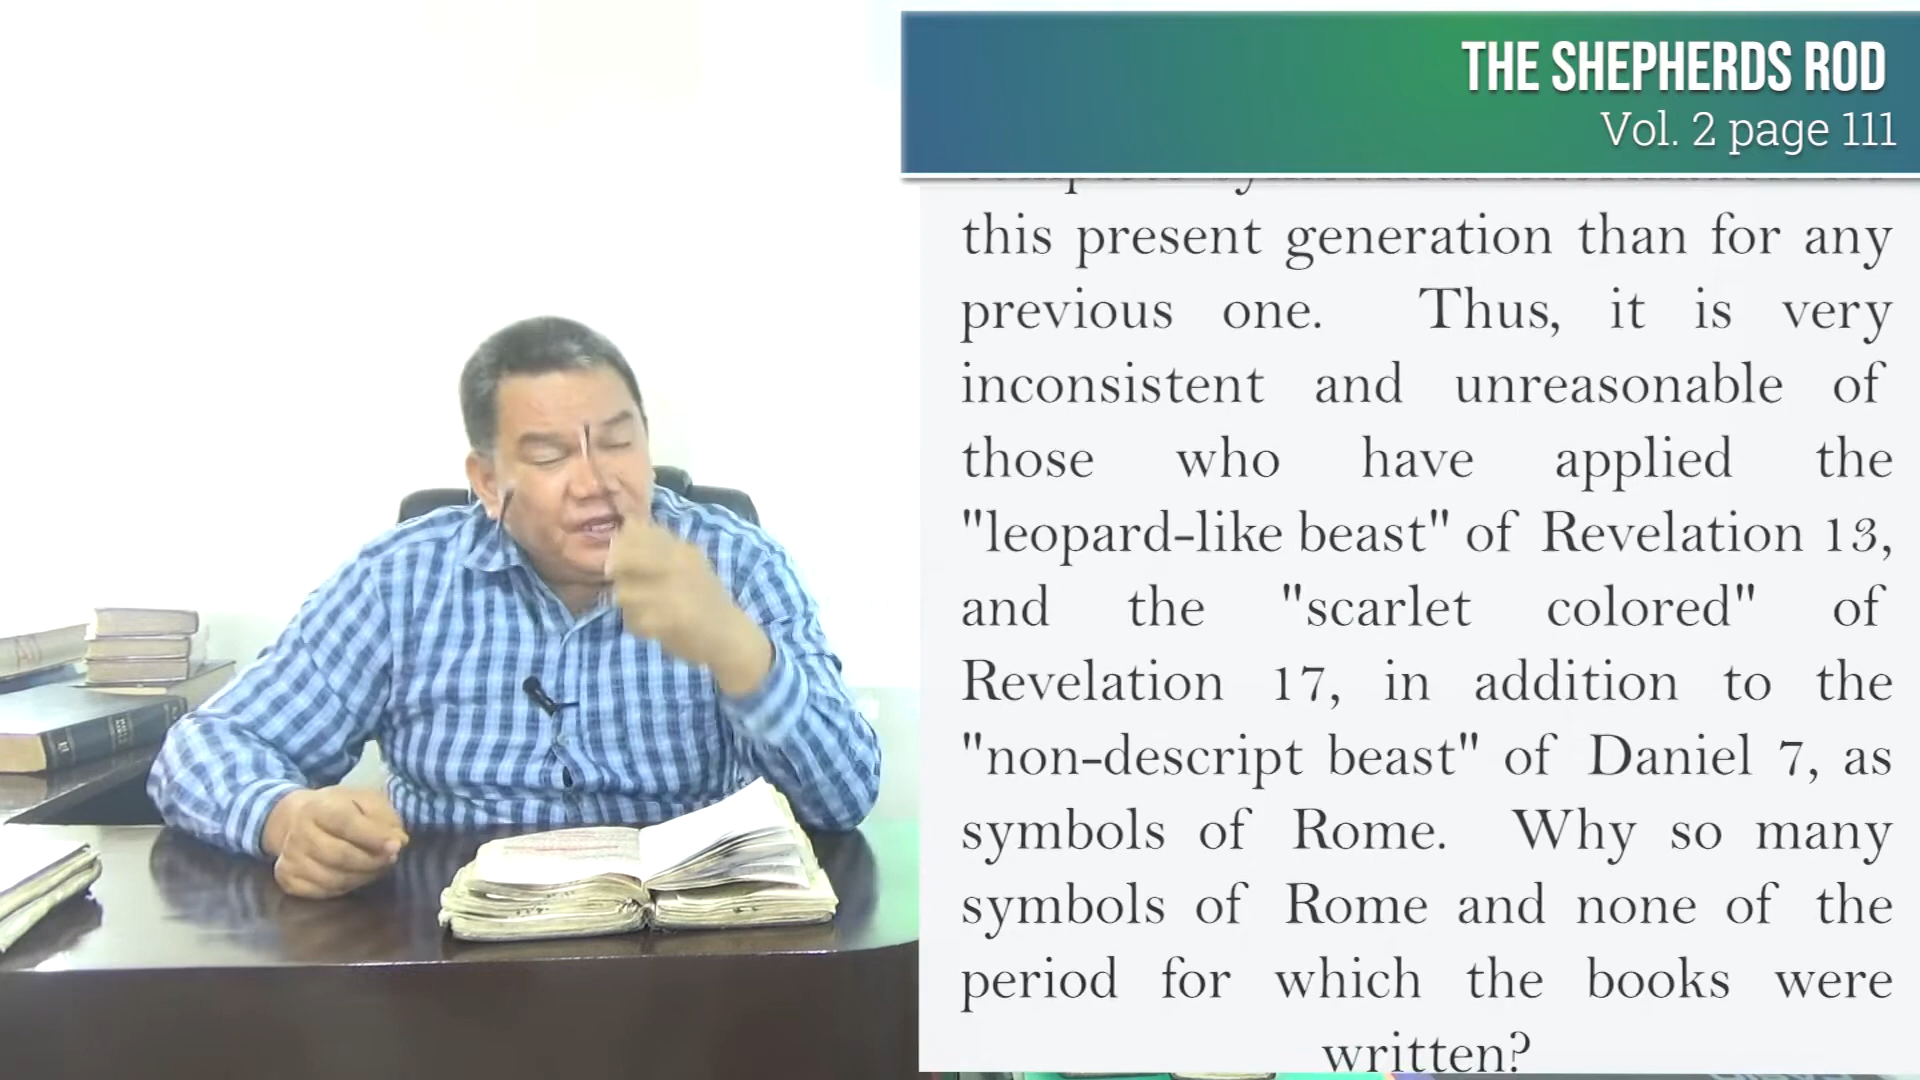 THE SHEPHERDS ROD
Vol. 2 page 111
this present generation than for any
previous one. Thus, it is very
inconsistent and unreasonable of
those who have applied the
"leopard-like beast" of Revelation 13,
and the "scarlet colored" of
Revelation 17, in addition to the
"non-descript beast" of Daniel 7, as
symbols of Rome. Why so many
symbols of Rome and none of the
period for which the books were
written?